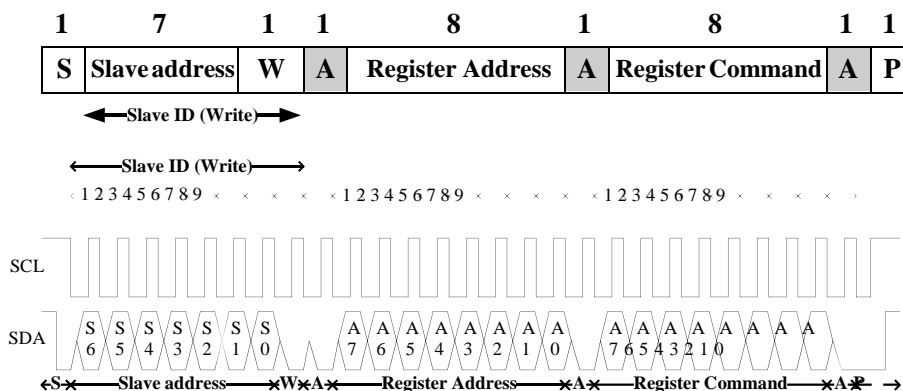 1 7 1 1 8 1 8 1 1
S Slave address W A Register Address A Register Command A P
Slave ID (Write)
Slave ID (Write)
1 2 3 4 5 6 7 8 9 1 2 3 4 5 6 7 8 9 1 2 3 4 5 6 7 8 9
SCL
S S S S S S S A A A A A A A A A A A A A A A A
SDA
6 5 4 3 2 1 0 7 6 5 4 3 2 1 0 7 6 5 4 3 2 1 0
S Slave address W A Register Address A Register Command A P